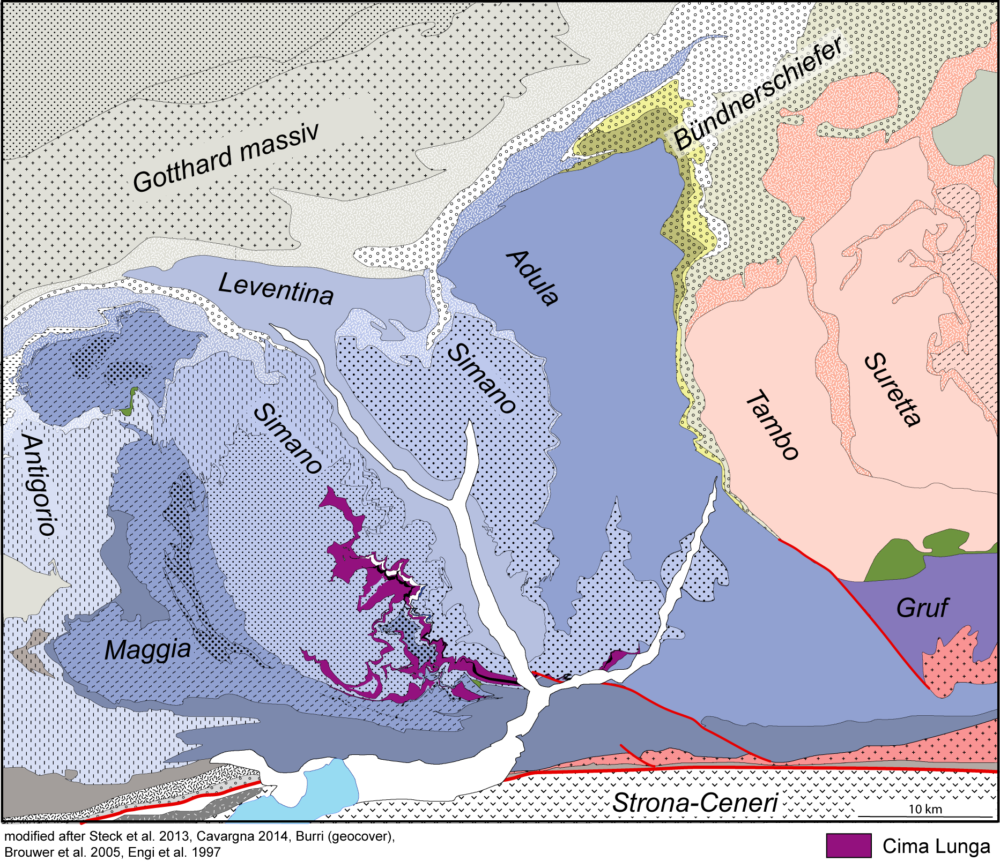 Bündnerschiefer
Gotthard massiv
Adula
Leventina
Simano
Simano
Suretta
Tambo
Antigorio
Gruf
Maggia
Strona-Ceneri
10 km
modified after Steck et al. 2013, Cavargna 2014, Burri (geocover),
Brouwer et al. 2005, Engi et al. 1997
Cima Lunga